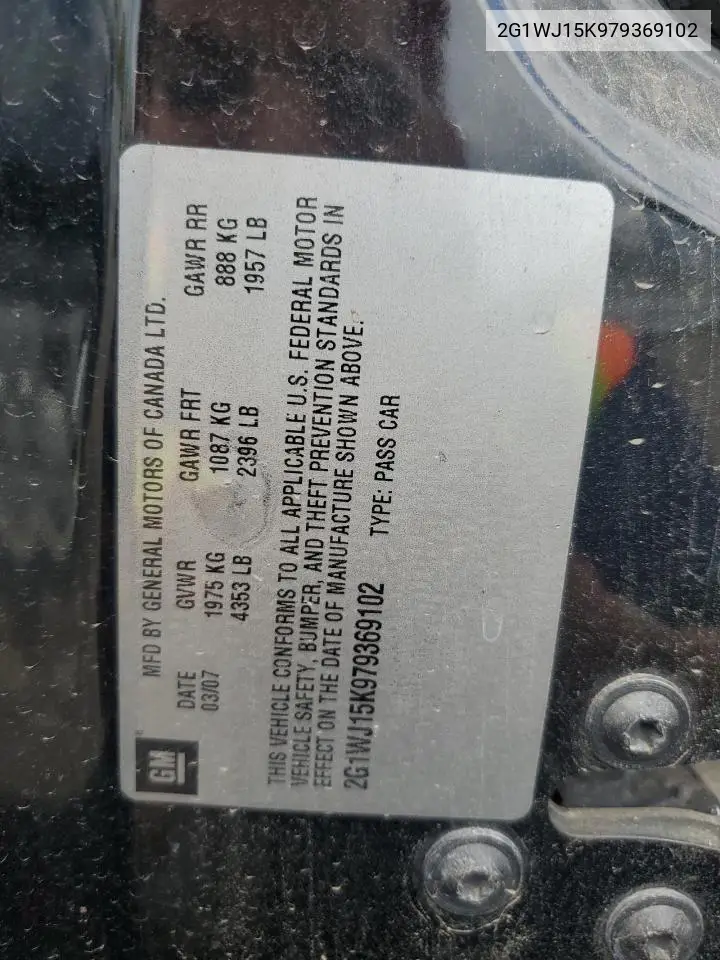 2G1WJ15K979369102
MFD BY GENERAL MOTORS OF CANADA LTD.
DATE GVWR GAWR FRT GAWR RR
03/07 1975 KG 1087 KG 888 KG
4353 LB 2396 LB 1957 LB
THIS VEHICLE CONFORMS TO ALL APPLICABLE U.S. FEDERAL MOTOR
VEHICLE SAFETY, BUMPER, AND THEFT PREVENTION STANDARDS IN
EFFECT ON THE DATE OF MANUFACTURE SHOWN ABOVE.
2G1WJ15K979369102 TYPE: PASS CAR
GM